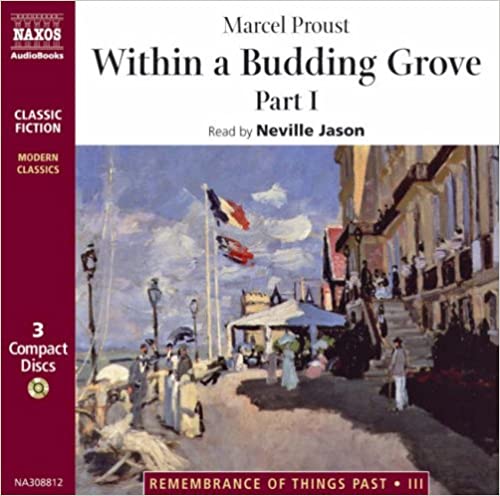 NAXOS
AudioBooks
CLASSIC
FICTION
MODERN
CLASSICS
3
Compact
Discs
NA308812
Marcel Proust
Within a Budding Grove
Part I
Read by Neville Jason
REMEMBRANCE OF THINGS PAST • III